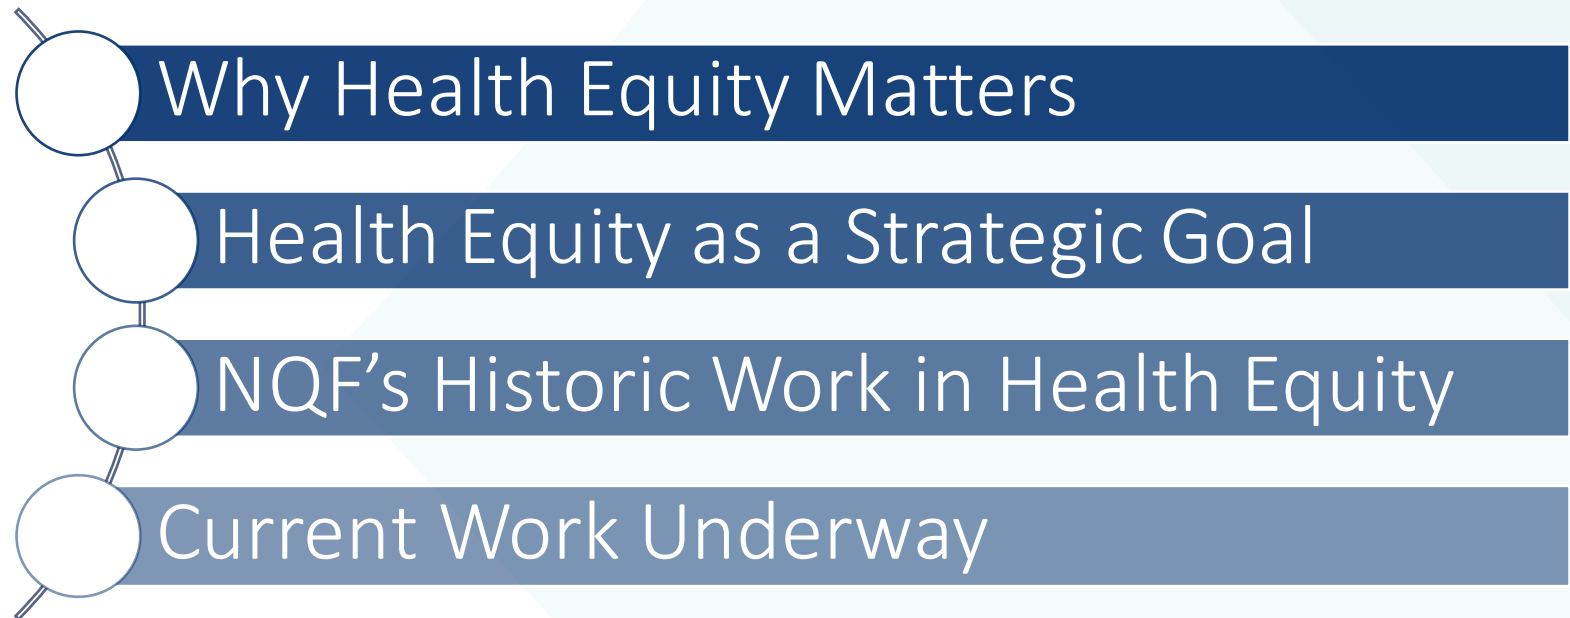 Why Health Equity Matters
Health Equity as a Strategic Goal
NQF’s Historic Work in Health Equity
Current Work Underway